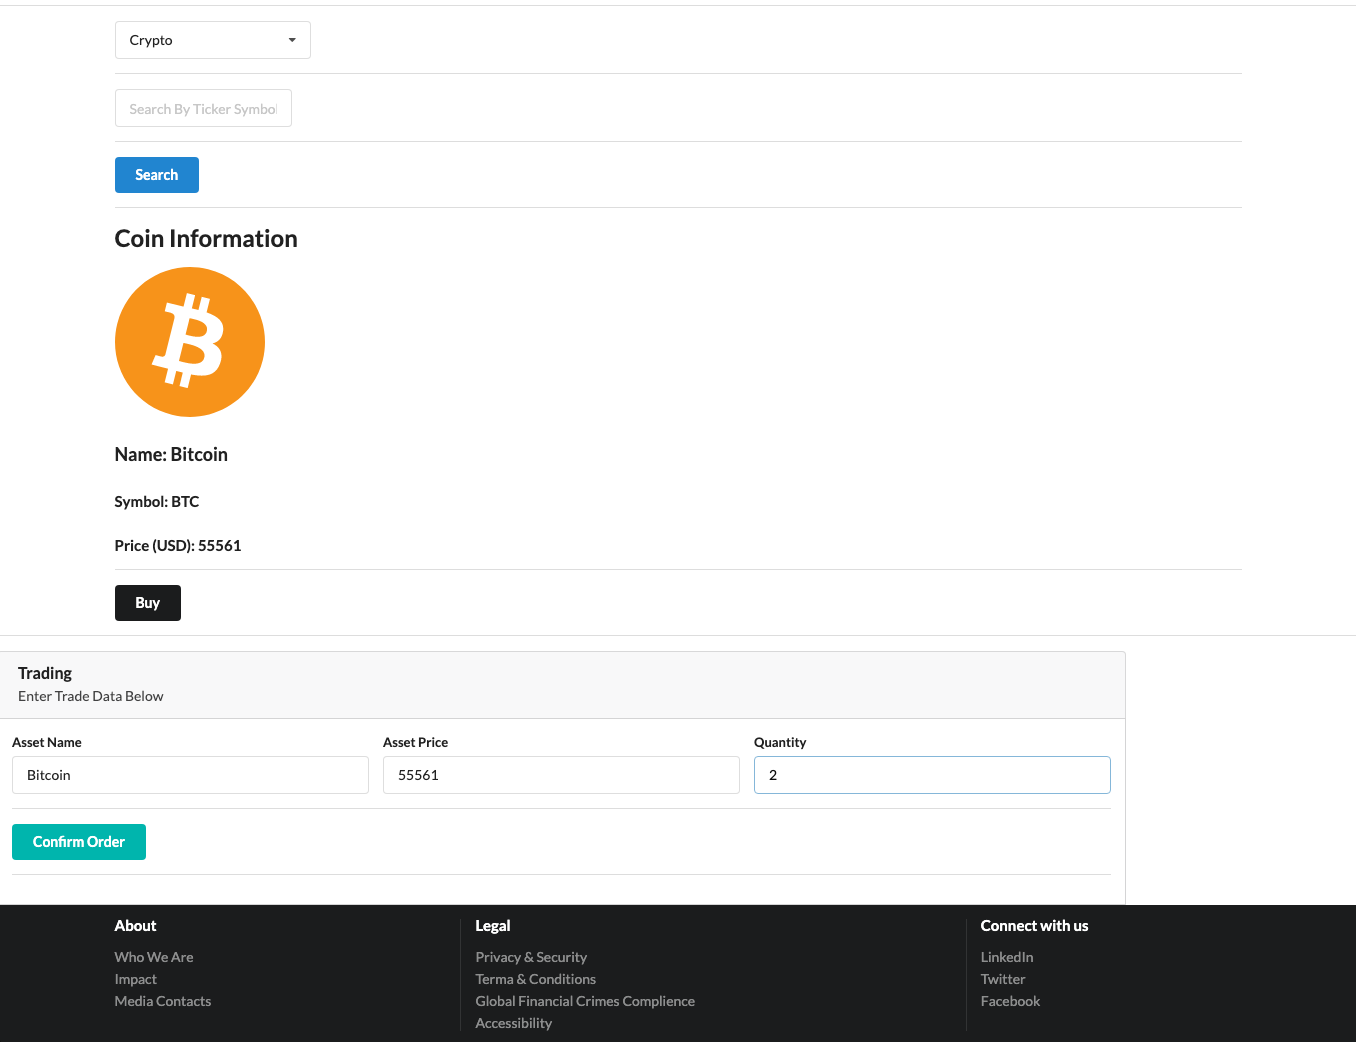 Crypto
Search By Ticker Symbol
Search
Coin Information
Name: Bitcoin
Symbol: BTC
Price (USD): 55561
Buy
Trading
Enter Trade Data Below
Asset Name Asset Price Quantity
Bitcoin 55561 2
Confirm Order
About
Who We Are
Impact
Media Contacts
Legal
Privacy & Security
Terma & Conditions
Global Financial Crimes Complience
Accessibility
Connect with us
LinkedIn
Twitter
Facebook